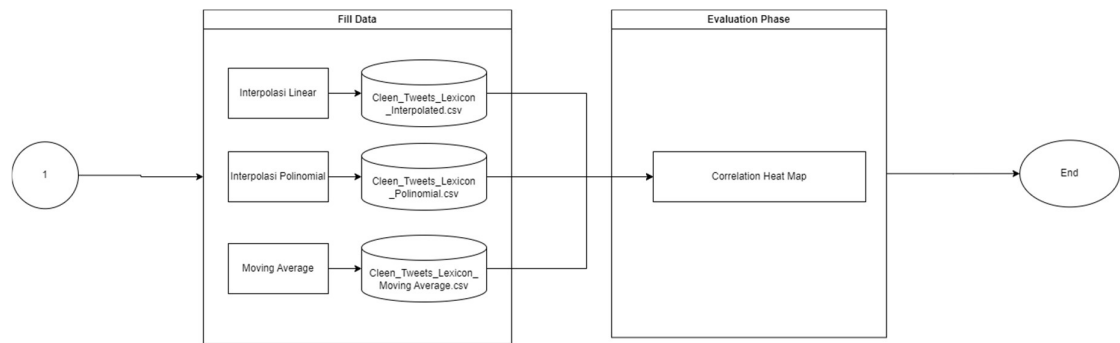 Fill Data
Evaluation Phase
Interpolasi Linear
Cleen_Tweets_Lexicon
_Interpolated.csv
1
Interpolasi Polinomial
Cleen_Tweets_Lexicon
_Polinomial.csv
Correlation Heat Map
End
Moving Average
Cleen_Tweets_Lexicon_
Moving Average.csv